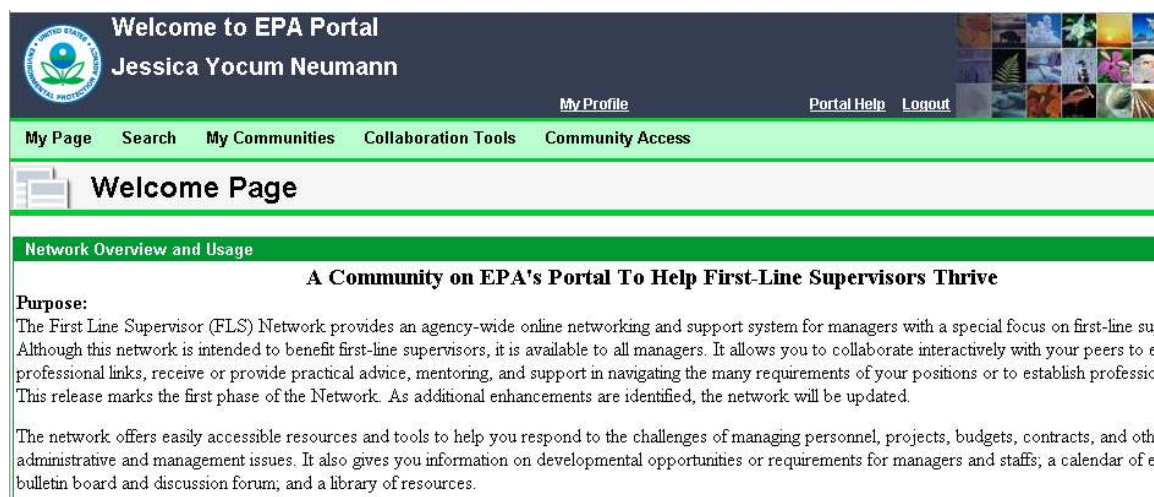 Welcome to EPA Portal
Jessica Yocum Neumann
UNITED STATES ENVIRONMENTAL PROTECTION AGENCY
My Profile Portal Help Logout
My Page Search My Communities Collaboration Tools Community Access
Welcome Page
Network Overview and Usage
A Community on EPA's Portal To Help First-Line Supervisors Thrive
Purpose:
The First Line Supervisor (FLS) Network provides an agency-wide online networking and support system for managers with a special focus on first-line
Although this network is intended to benefit first-line supervisors, it is available to all managers. It allows you to collaborate interactively with your peers to
professional links, receive or provide practical advice, mentoring, and support in navigating the many requirements of your positions or to establish
This release marks the first phase of the Network. As additional enhancements are identified, the network will be updated.
The network offers easily accessible resources and tools to help you respond to the challenges of managing personnel, projects, budgets, contracts, and
administrative and management issues. It also gives you information on developmental opportunities or requirements for managers and staffs; a calendar of
bulletin board and discussion forum; and a library of resources.